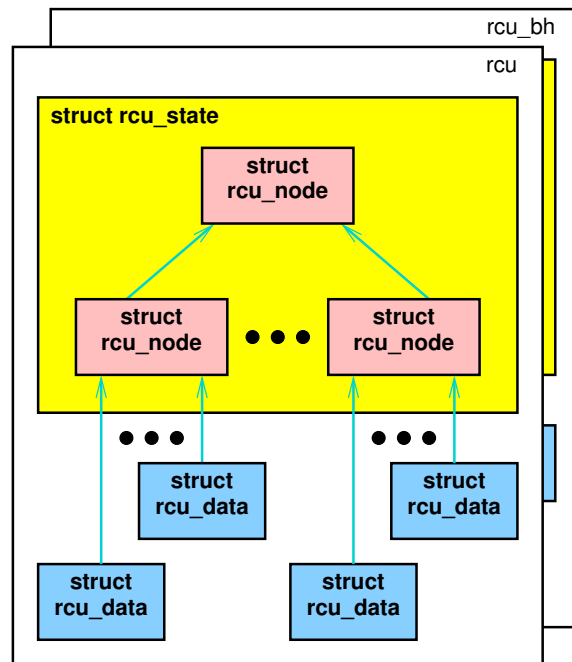 rcu_bh
rcu
struct rcu_state
struct
rcu_node
struct
rcu_node
struct
rcu_node
struct
rcu_data
struct
rcu_data
struct
rcu_data
struct
rcu_data